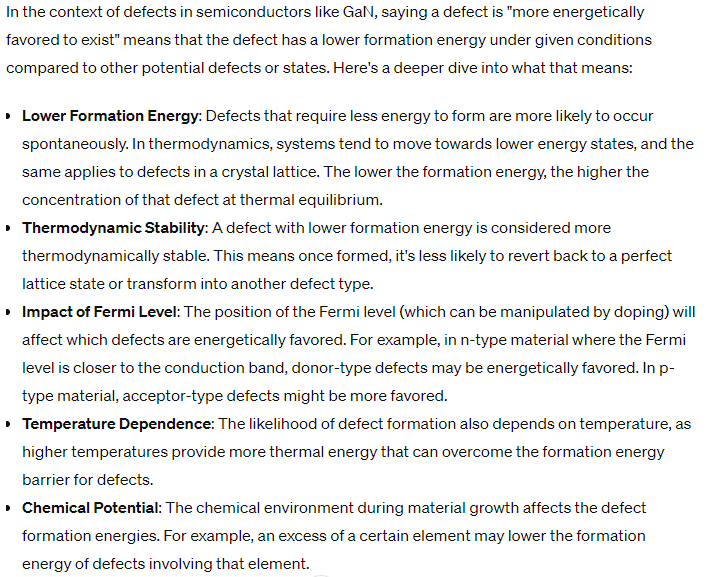 In the context of defects in semiconductors like GaN, saying a defect is "more energetically
favored to exist" means that the defect has a lower formation energy under given conditions
compared to other potential defects or states. Here's a deeper dive into what that means:
• Lower Formation Energy: Defects that require less energy to form are more likely to occur
spontaneously. In thermodynamics, systems tend to move towards lower energy states, and the
same applies to defects in a crystal lattice. The lower the formation energy, the higher the
concentration of that defect at thermal equilibrium.
• Thermodynamic Stability: A defect with lower formation energy is considered more
thermodynamically stable. This means once formed, it's less likely to revert back to a perfect
lattice state or transform into another defect type.
• Impact of Fermi Level: The position of the Fermi level (which can be manipulated by doping) will
affect which defects are energetically favored. For example, in n-type material where the Fermi
level is closer to the conduction band, donor-type defects may be energetically favored. In p-
type material, acceptor-type defects might be more favored.
• Temperature Dependence: The likelihood of defect formation also depends on temperature, as
higher temperatures provide more thermal energy that can overcome the formation energy
barrier for defects.
• Chemical Potential: The chemical environment during material growth affects the defect
formation energies. For example, an excess of a certain element may lower the formation
energy of defects involving that element.